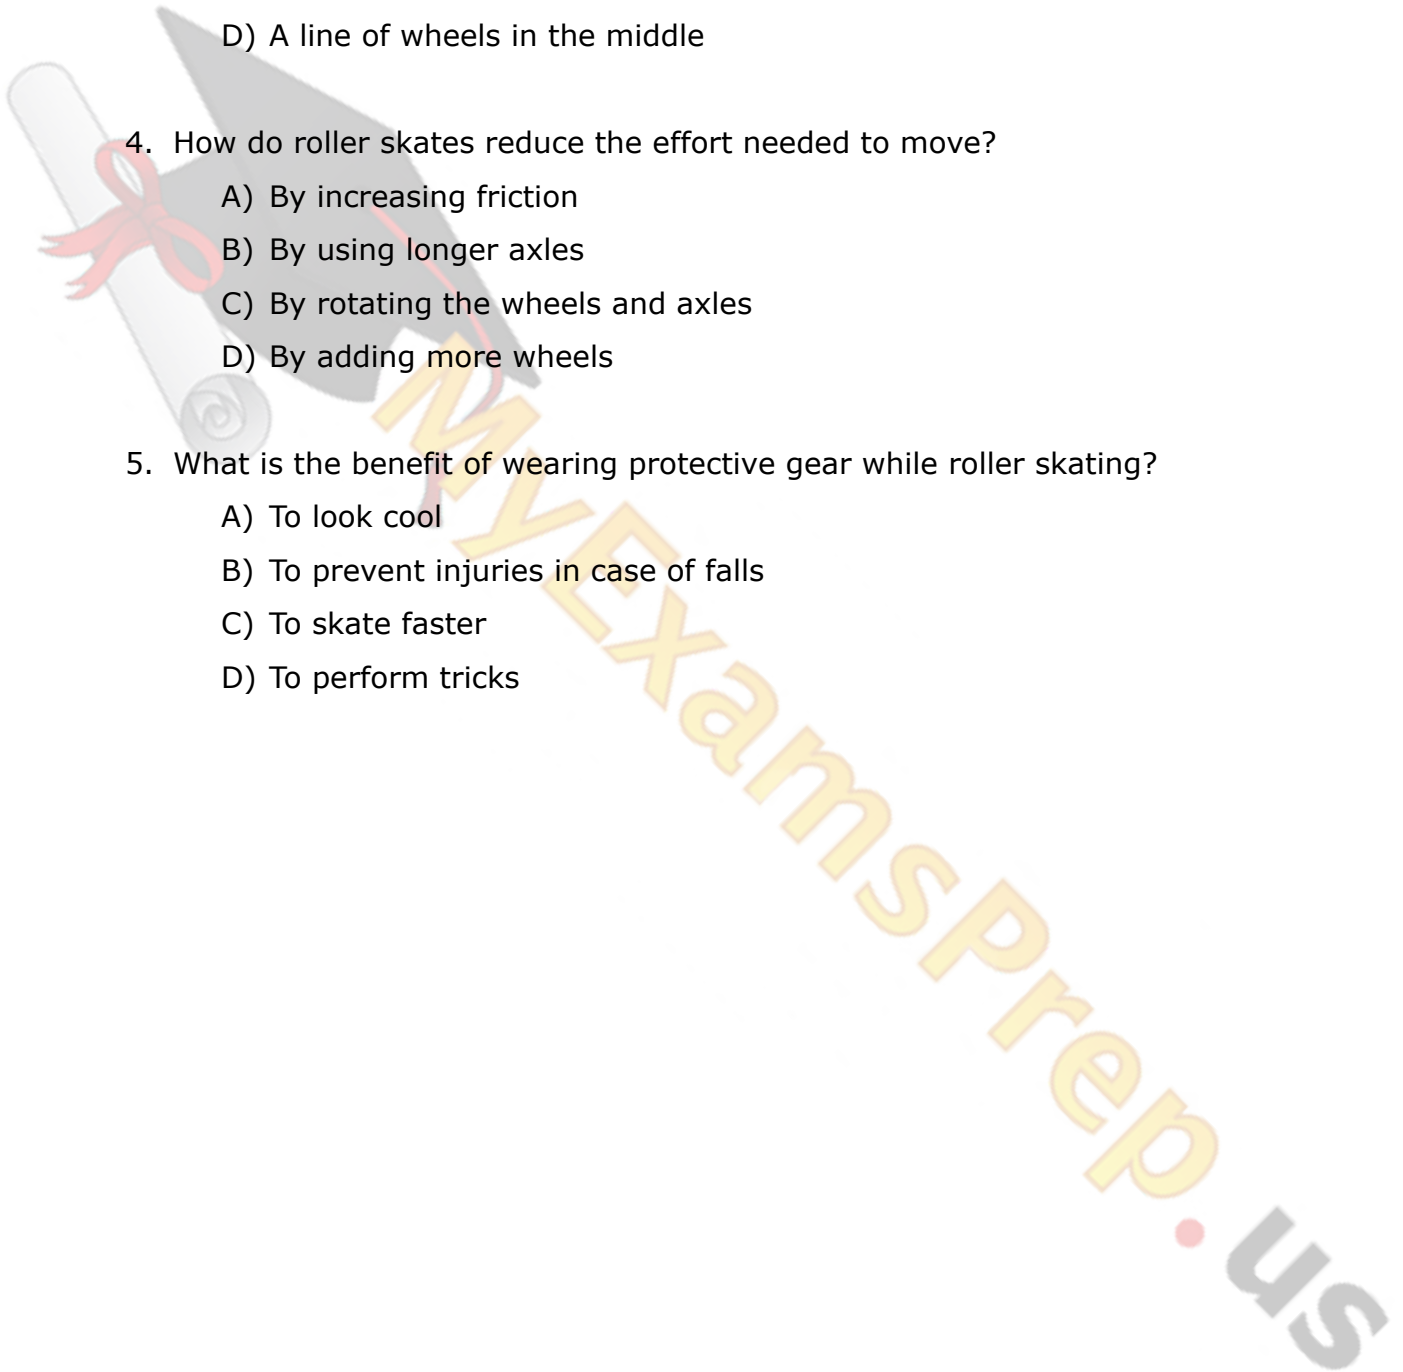 D) A line of wheels in the middle
4. How do roller skates reduce the effort needed to move?
A) By increasing friction
B) By using longer axles
C) By rotating the wheels and axles
D) By adding more wheels
5. What is the benefit of wearing protective gear while roller skating?
A) To look cool
B) To prevent injuries in case of falls
C) To skate faster
D) To perform tricks
MyExamsPrep.us